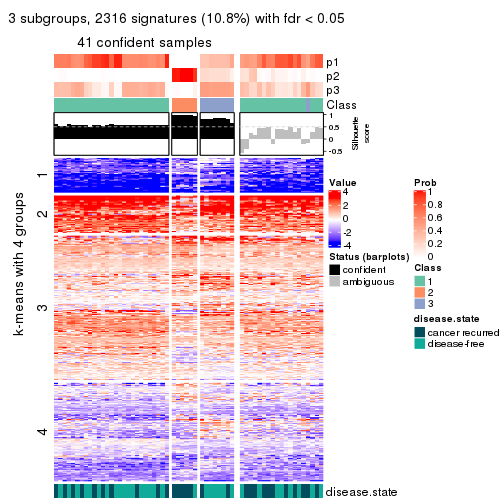 3 subgroups, 2316 signatures (10.8%) with fdr < 0.05
41 confident samples
p1
p2
p3
Class
1
0.5
0
-0.5
Silhouette
score
k-means with 4 groups
1
2
3
4
disease.state
Value
4
2
0
-2
-4
Status (barplots)
confident
ambiguous
Prob
1
0.8
0.6
0.4
0.2
0
Class
1
2
3
disease.state
cancer recurred
disease-free